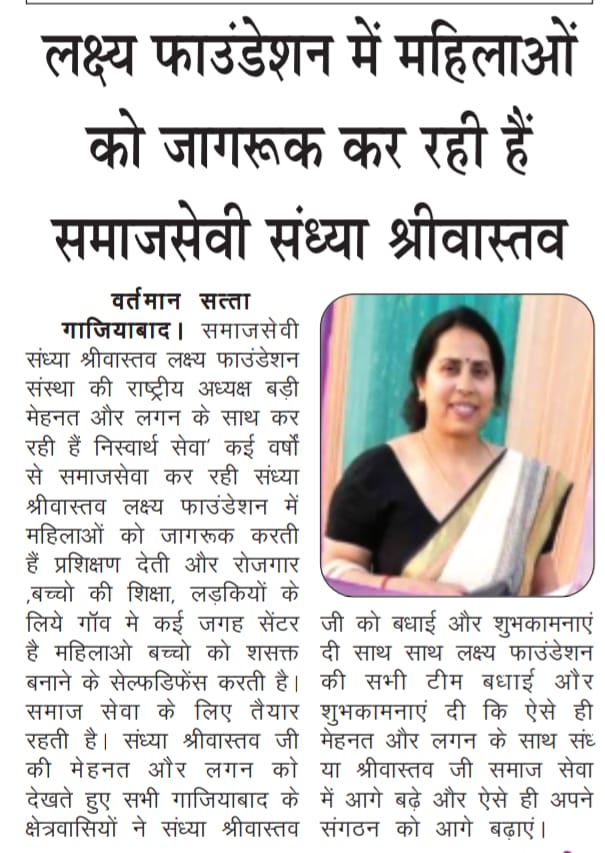 लक्ष्य फाउंडेशन में महिलाओं
को जागरूक कर रही हैं
समाजसेवी संध्या श्रीवास्तव
वर्तमान सत्ता
गाजियाबाद। समाजसेवी
संध्या श्रीवास्तव लक्ष्य फाउंडेशन
संस्था की राष्ट्रीय अध्यक्ष बड़ी
मेहनत और लगन के साथ कर
रही हैं निस्वार्थ सेवा' कई वर्षों
से समाजसेवा कर रही संध्या
श्रीवास्तव लक्ष्य फाउंडेशन में
महिलाओं को जागरूक करती
हैं प्रशिक्षण देती और रोजगार
,बच्चो की शिक्षा, लड़कियों के
लिये गॉव मे कई जगह सेंटर
है महिलाओ बच्चो को शसक्त
बनाने के सेल्फडिफेंस करती है।
समाज सेवा के लिए तैयार
रहती है। संध्या श्रीवास्तव जी
की मेहनत और लगन को
देखते हुए सभी गाजियाबाद के
क्षेत्रवासियों ने संध्या श्रीवास्तव
जी को बधाई और शुभकामनाएं
दी साथ साथ लक्ष्य फाउंडेशन
की सभी टीम बधाई और
शुभकामनाएं दी कि ऐसे ही
मेहनत और लगन के साथ संध
्या श्रीवास्तव जी समाज सेवा
में आगे बढ़े और ऐसे ही अपने
संगठन को आगे बढ़ाएं।